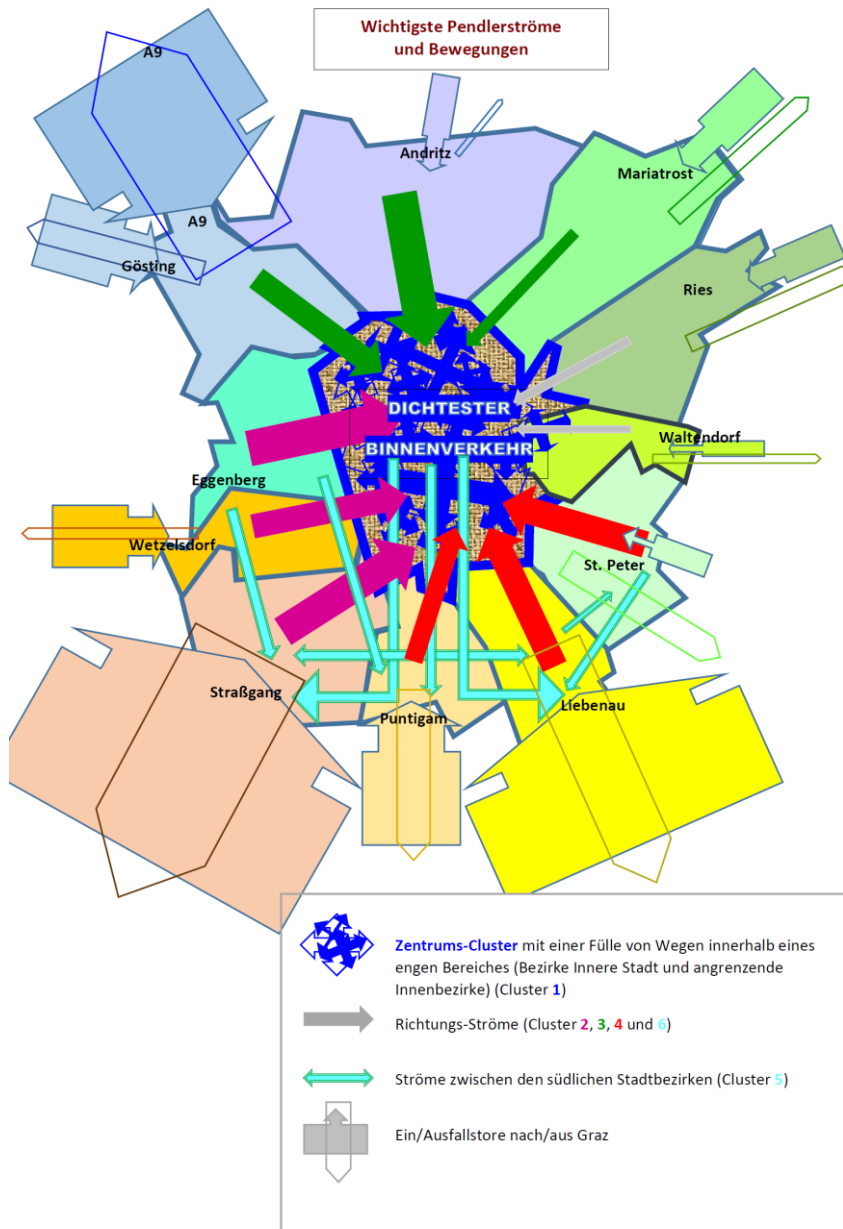 Wichtigste Pendlerströme
und Bewegungen
A9
Andritz
Mariatrost
A9
Gösting
Ries
DICHTESTER
Waltendorf
BINNENVERKEHR
Eggenberg
Wetzelsdorf
St. Peter
Straßgang
Liebenau
Puntigam
Zentrums-Cluster mit einer Fülle von Wegen innerhalb eines
engen Bereiches (Bezirke Innere Stadt und angrenzende
Innenbezirke) (Cluster 1)
Richtungs-Ströme (Cluster 2, 3, 4 und 6)
Ströme zwischen den südlichen Stadtbezirken (Cluster 5)
Ein/Ausfallstore nach/aus Graz